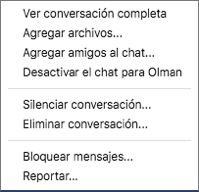 Ver conversación completa
Agregar archivos...
Agregar amigos al chat...
Desactivar el chat para Olman
Silenciar conversación...
Eliminar conversación...
Bloquear mensajes...
Reportar...